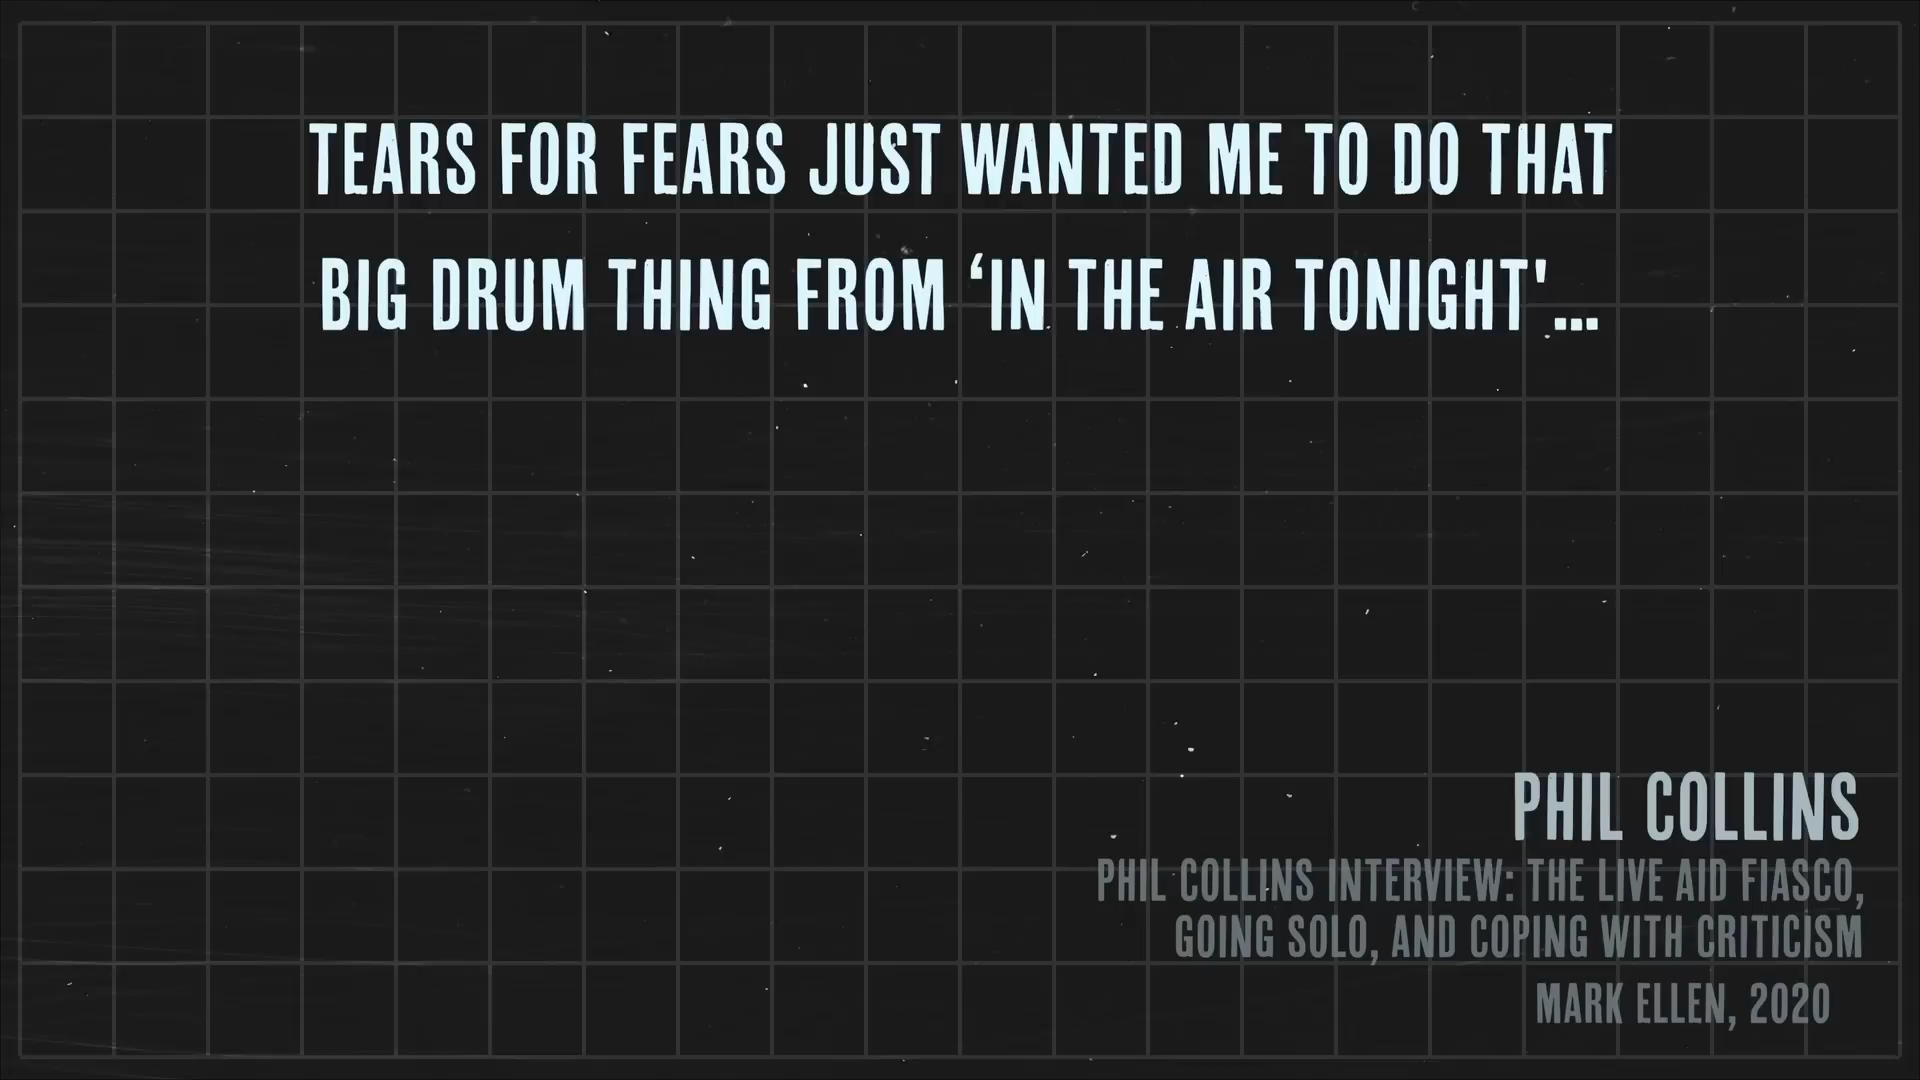 TEARS FOR FEARS JUST WANTED ME TO DO THAT
BIG DRUM THING FROM ‘IN THE AIR TONIGHT'...
PHIL COLLINS
PHIL COLLINS INTERVIEW: THE LIVE AID FIASCO,
GOING SOLO, AND COPING WITH CRITICISM
MARK ELLEN, 2020